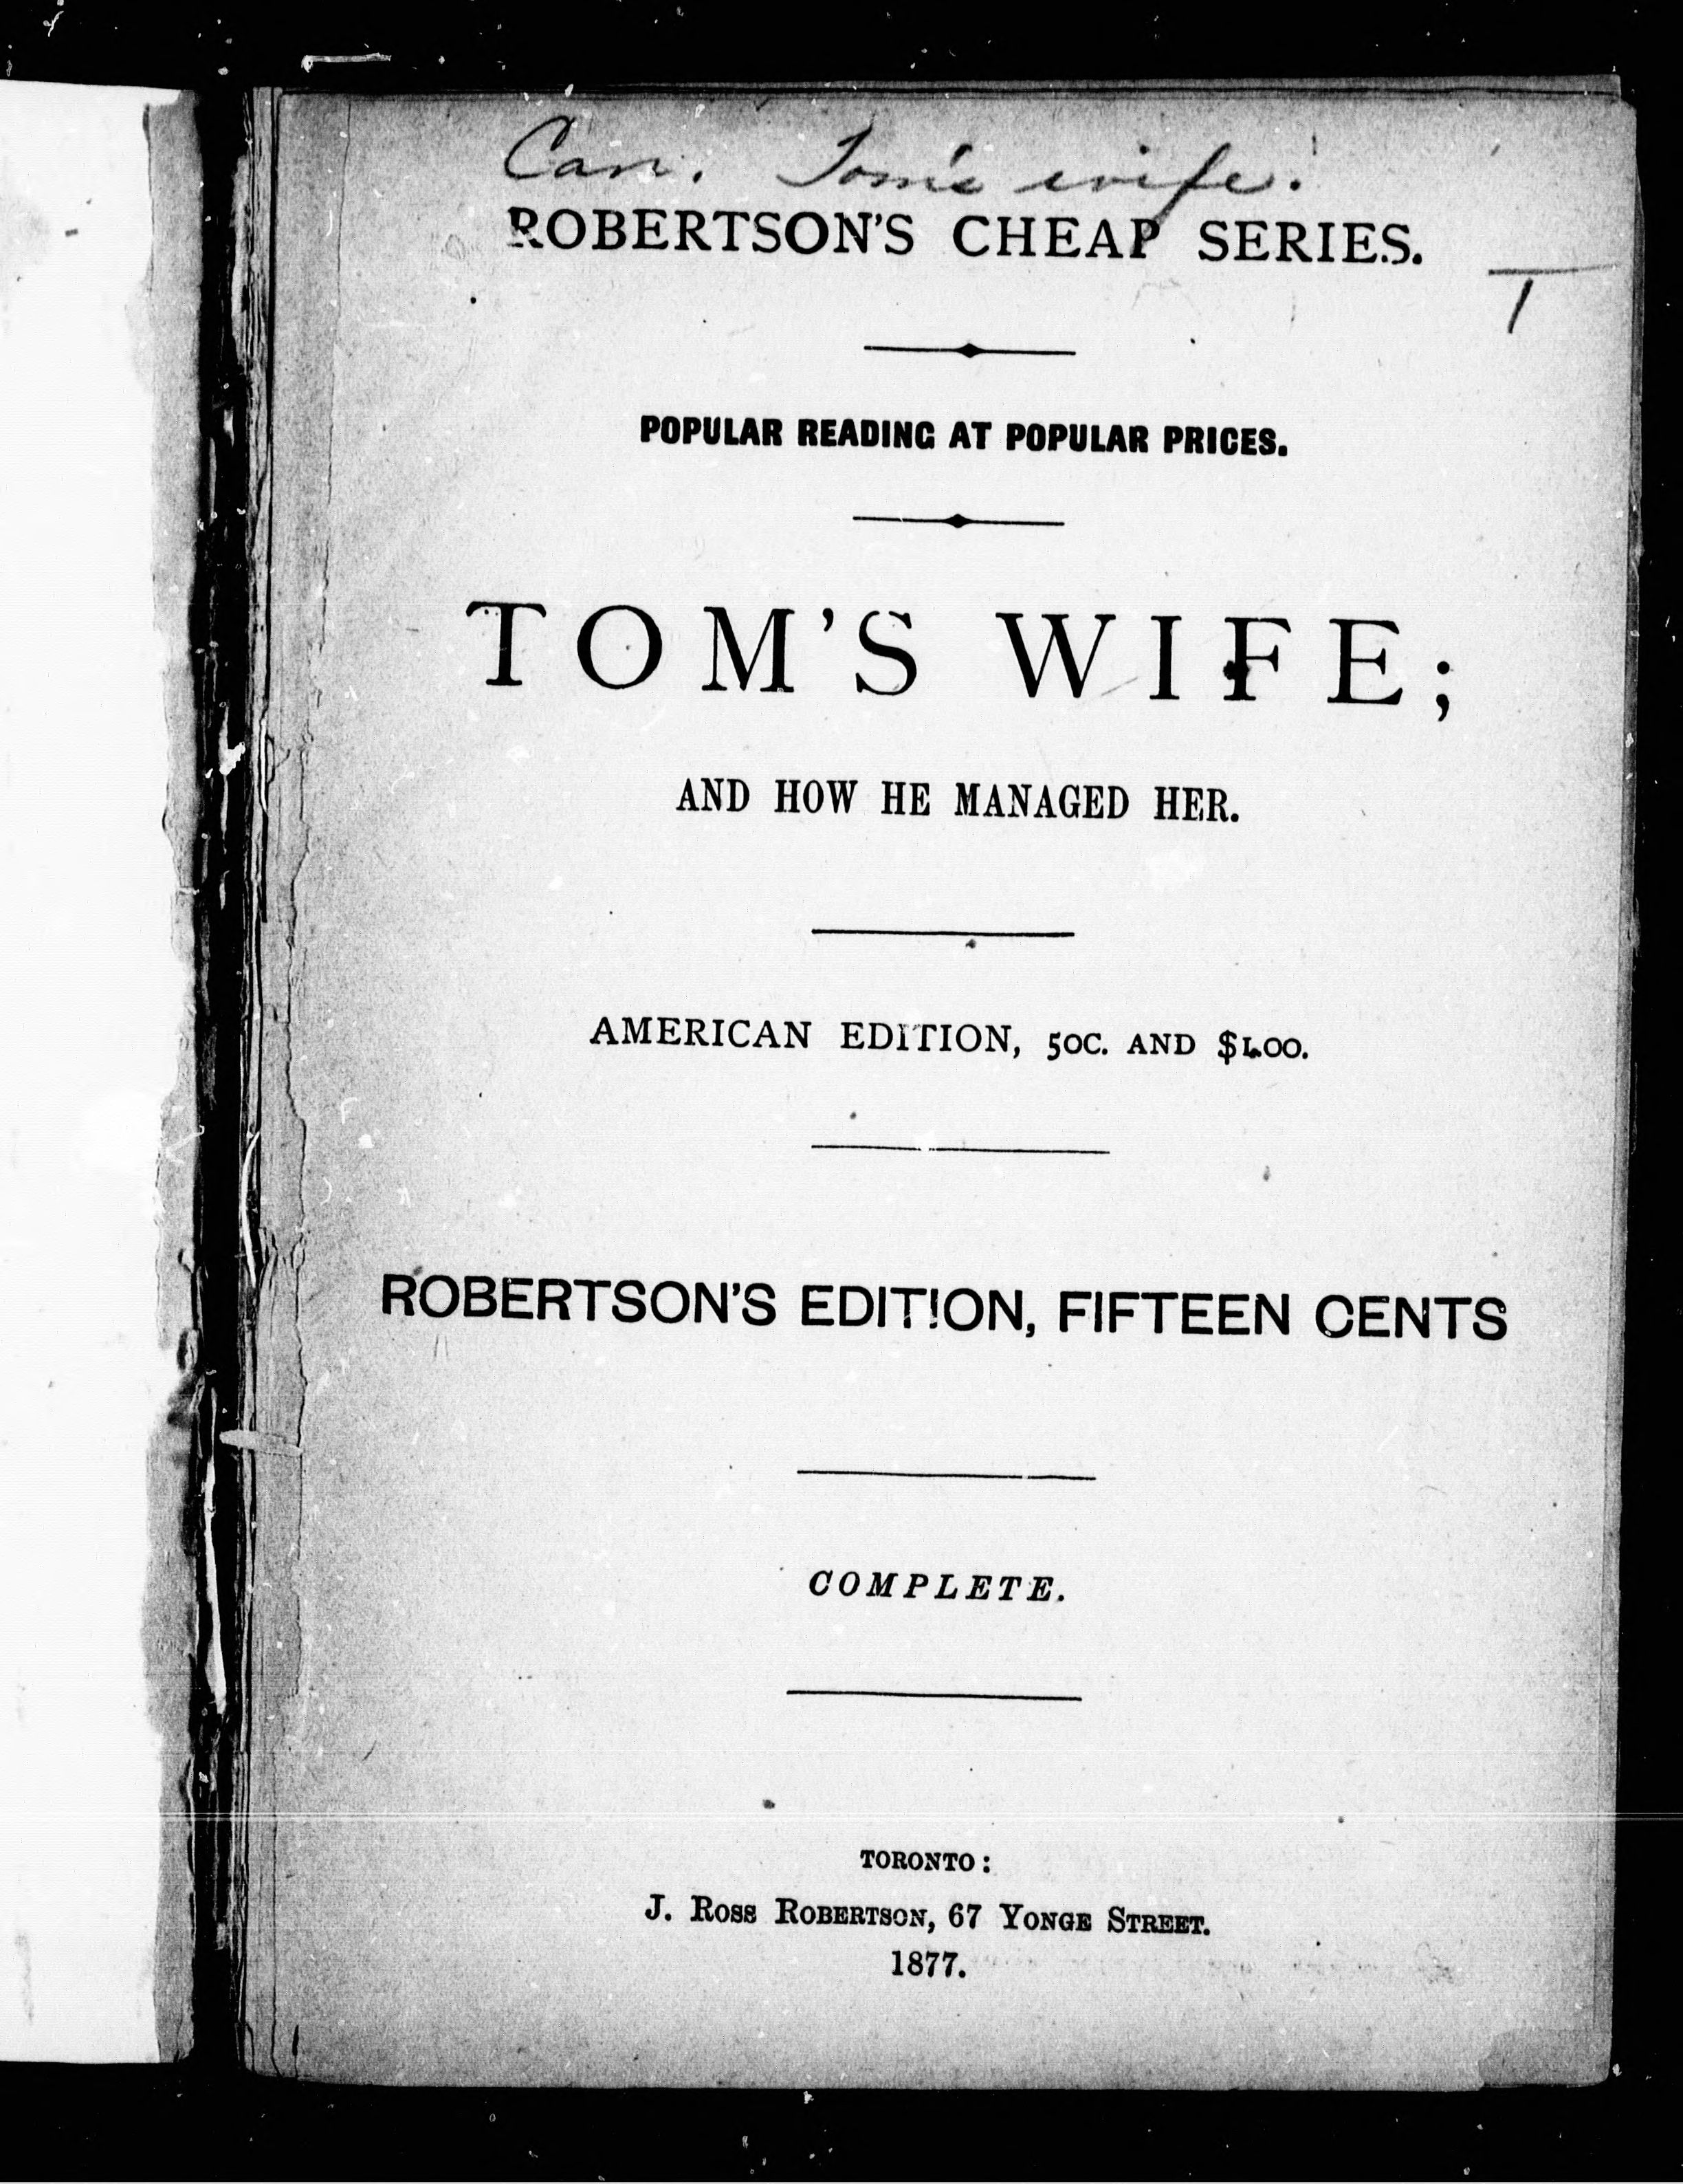 Can. Tom's wife.
ROBERTSON'S CHEAP SERIES.
T
POPULAR READING AT POPULAR PRICES.
TOM'S WIFE;
AND HOW HE MANAGED HER.
AMERICAN EDITION, 50C. AND $1.00.
ROBERTSON'S EDITION, FIFTEEN CENTS
COMPLETE.
TORONTO:
J. ROSS ROBERTSON, 67 YONGE STREET.
1877.